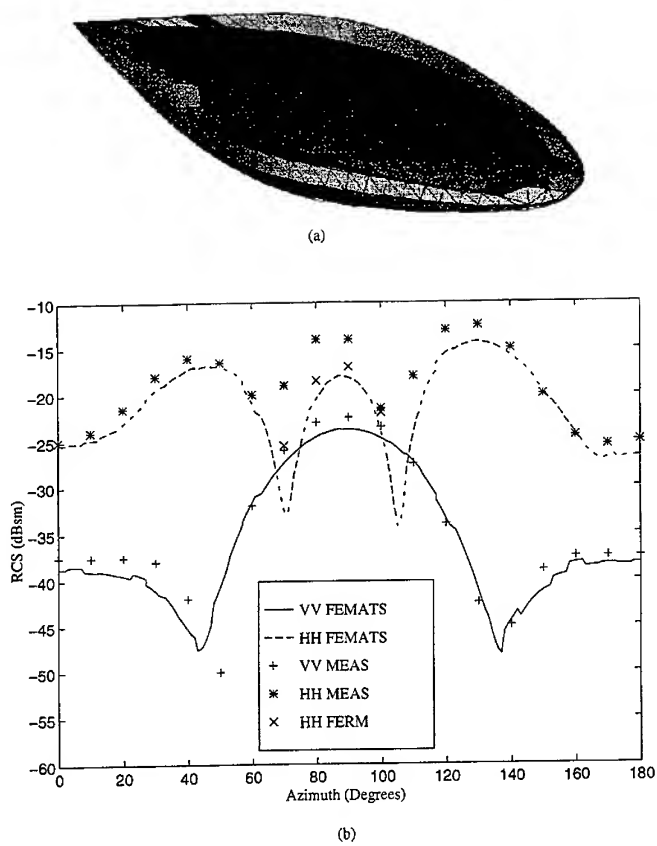 (a)
-10
-15
-20
-25
-30
-35
-40
-45
-50
-55
-60
RCS (dBsm)
VV FEMATS
HH FEMATS
VV MEAS
HH MEAS
HH FERM
0 20 40 60 80 100 120 140 160 180
Azimuth (Degrees)
(b)